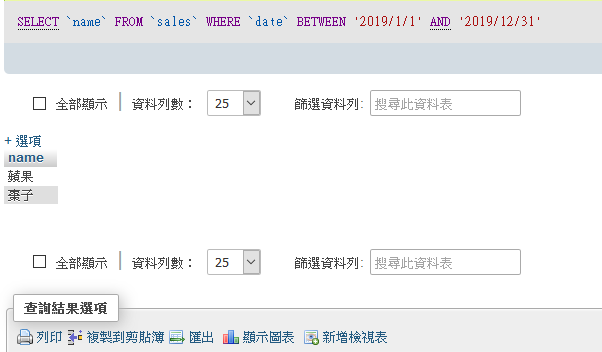 SELECT `name` FROM `sales` WHERE `date` BETWEEN '2019/1/1' AND '2019/12/31'
全部顯示 資料列數： 25 篩選資料列: 搜尋此資料表
+ 選項
name
蘋果
棗子
全部顯示 資料列數： 25 篩選資料列: 搜尋此資料表
查詢結果選項
列印 複製到剪貼簿 匯出 顯示圖表 新增檢視表